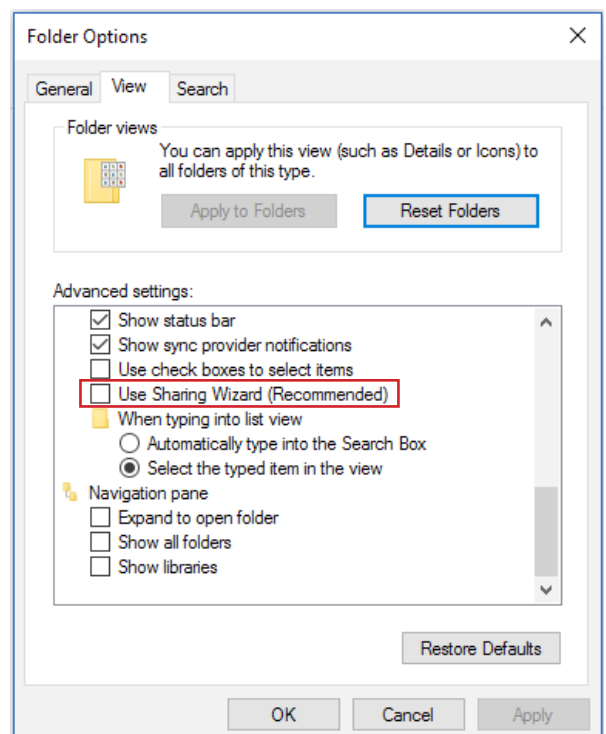 Folder Options
General View Search
Folder views
You can apply this view (such as Details or Icons) to
all folders of this type.
Apply to Folders Reset Folders
Advanced settings:
Show status bar
Show sync provider notifications
Use check boxes to select items
Use Sharing Wizard (Recommended)
When typing into list view
Automatically type into the Search Box
Select the typed item in the view
Navigation pane
Expand to open folder
Show all folders
Show libraries
Restore Defaults
OK Cancel Apply